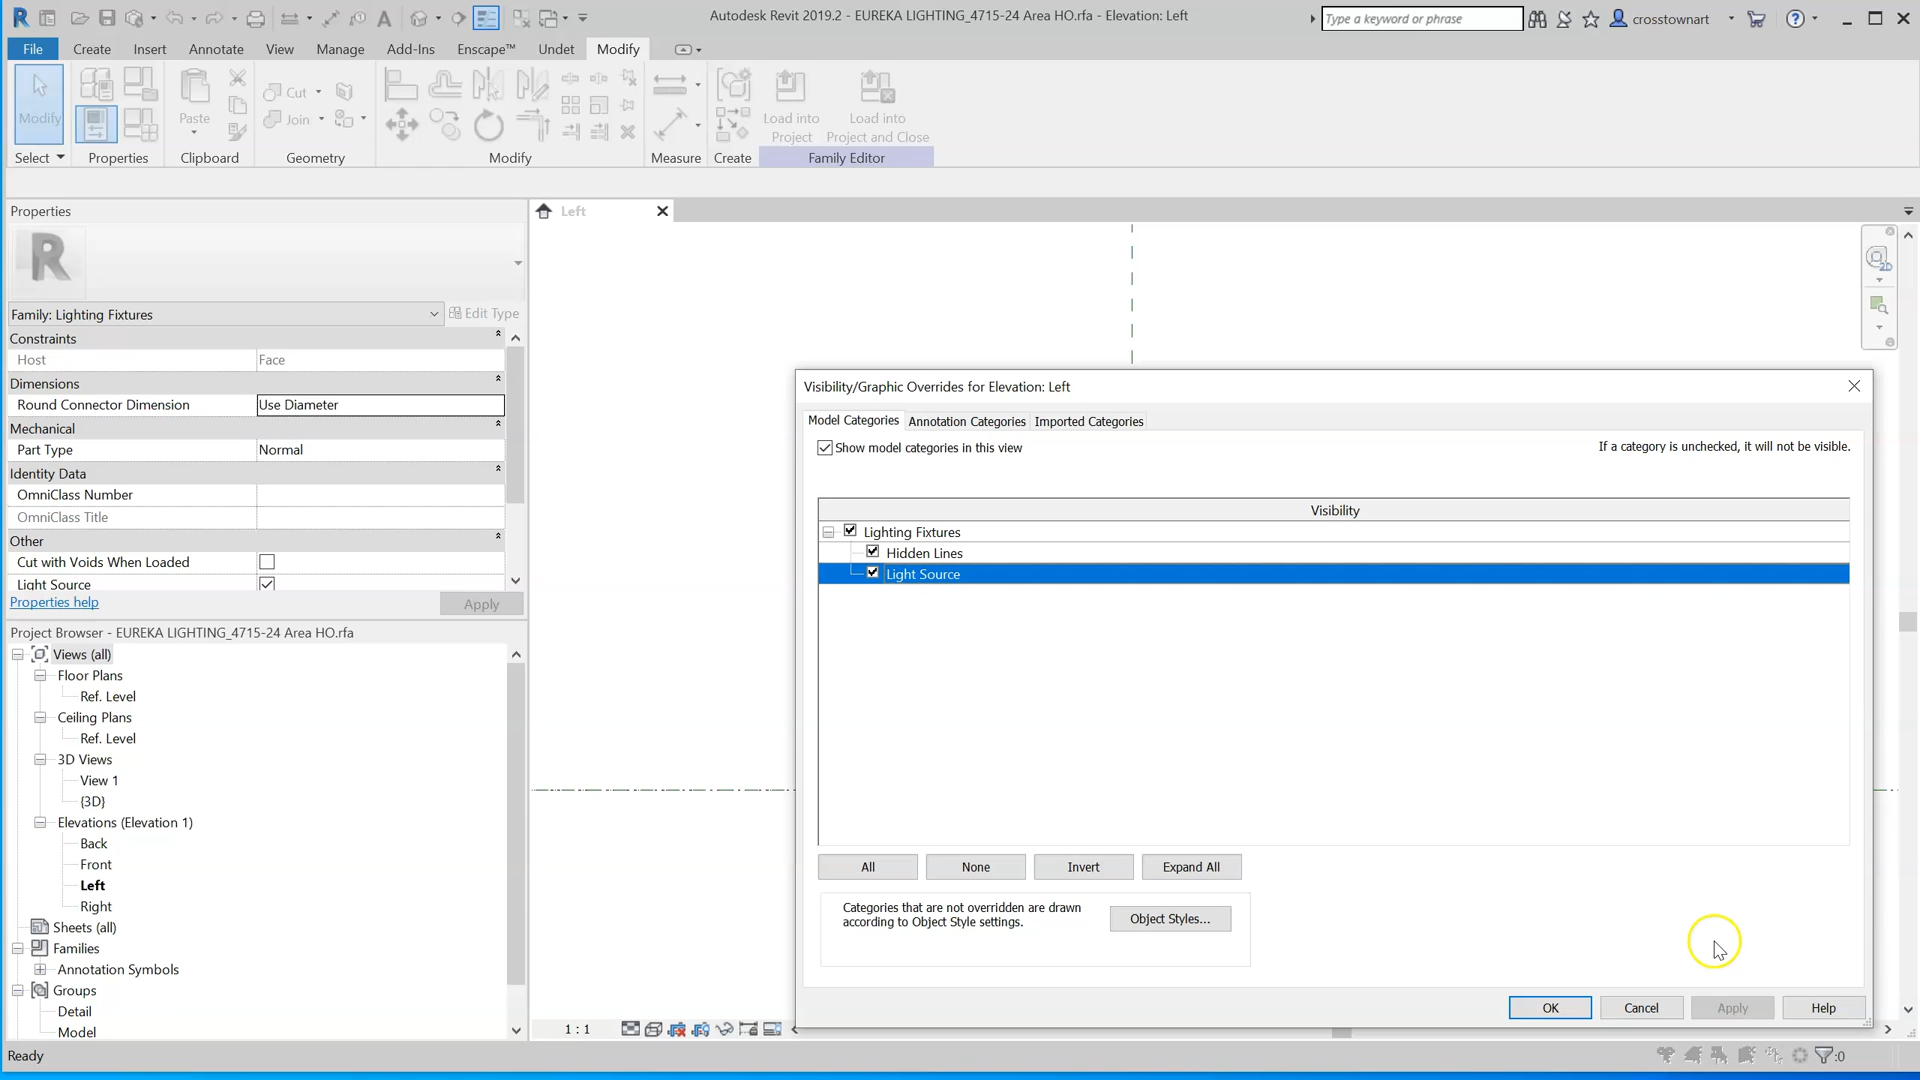 Autodesk Revit 2019.2 - EUREKA LIGHTING_4715-24 Area HO.rfa - Elevation: Left
Type a keyword or phrase
crosstownart
File Create Insert Annotate View Manage Add-Ins Enscape™ Undet Modify
Modify
Paste
Cut
Join
Load into Project
Load into Project and Close
Select Properties Clipboard Geometry Modify Measure Create Family Editor
Properties
Left
R
Family: Lighting Fixtures
Edit Type
Constraints
Host Face
Dimensions
Round Connector Dimension Use Diameter
Mechanical
Part Type Normal
Identity Data
OmniClass Number
OmniClass Title
Other
Cut with Voids When Loaded
Light Source
Properties help
Apply
Project Browser - EUREKA LIGHTING_4715-24 Area HO.rfa
Views (all)
Floor Plans
Ref. Level
Ceiling Plans
Ref. Level
3D Views
View 1
{3D}
Elevations (Elevation 1)
Back
Front
Left
Right
Sheets (all)
Families
Annotation Symbols
Groups
Detail
Model
Visibility/Graphic Overrides for Elevation: Left
Model Categories Annotation Categories Imported Categories
Show model categories in this view
If a category is unchecked, it will not be visible.
Visibility
Lighting Fixtures
Hidden Lines
Light Source
All None Invert Expand All
Categories that are not overridden are drawn
according to Object Style settings.
Object Styles...
OK Cancel Apply Help
1 : 1
2D
Ready
:0